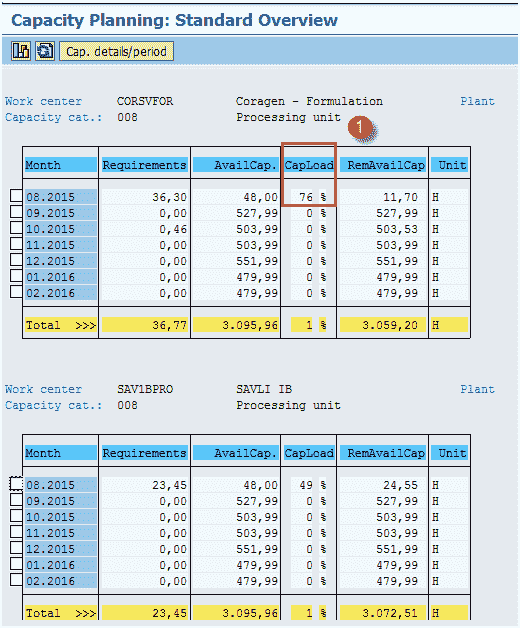 Capacity Planning: Standard Overview
Cap. details/period
Work center CORSVFOR Coragen - Formulation Plant
Capacity cat.: 008 Processing unit
1
Month Requirements AvailCap. CapLoad RemAvailCap Unit
08.2015 36,30 48,00 76 % 11,70 H
09.2015 0,00 527,99 0 % 527,99 H
10.2015 0,46 503,99 0 % 503,53 H
11.2015 0,00 503,99 0 % 503,99 H
12.2015 0,00 551,99 0 % 551,99 H
01.2016 0,00 479,99 0 % 479,99 H
02.2016 0,00 479,99 0 % 479,99 H
Total >>> 36,77 3.095,96 1 % 3.059,20 H
Work center SAV1BPRO SAVLI IB Plant
Capacity cat.: 008 Processing unit
Month Requirements AvailCap. CapLoad RemAvailCap Unit
08.2015 23,45 48,00 49 % 24,55 H
09.2015 0,00 527,99 0 % 527,99 H
10.2015 0,00 503,99 0 % 503,99 H
11.2015 0,00 503,99 0 % 503,99 H
12.2015 0,00 551,99 0 % 551,99 H
01.2016 0,00 479,99 0 % 479,99 H
02.2016 0,00 479,99 0 % 479,99 H
Total >>> 23,45 3.095,96 1 % 3.072,51 H